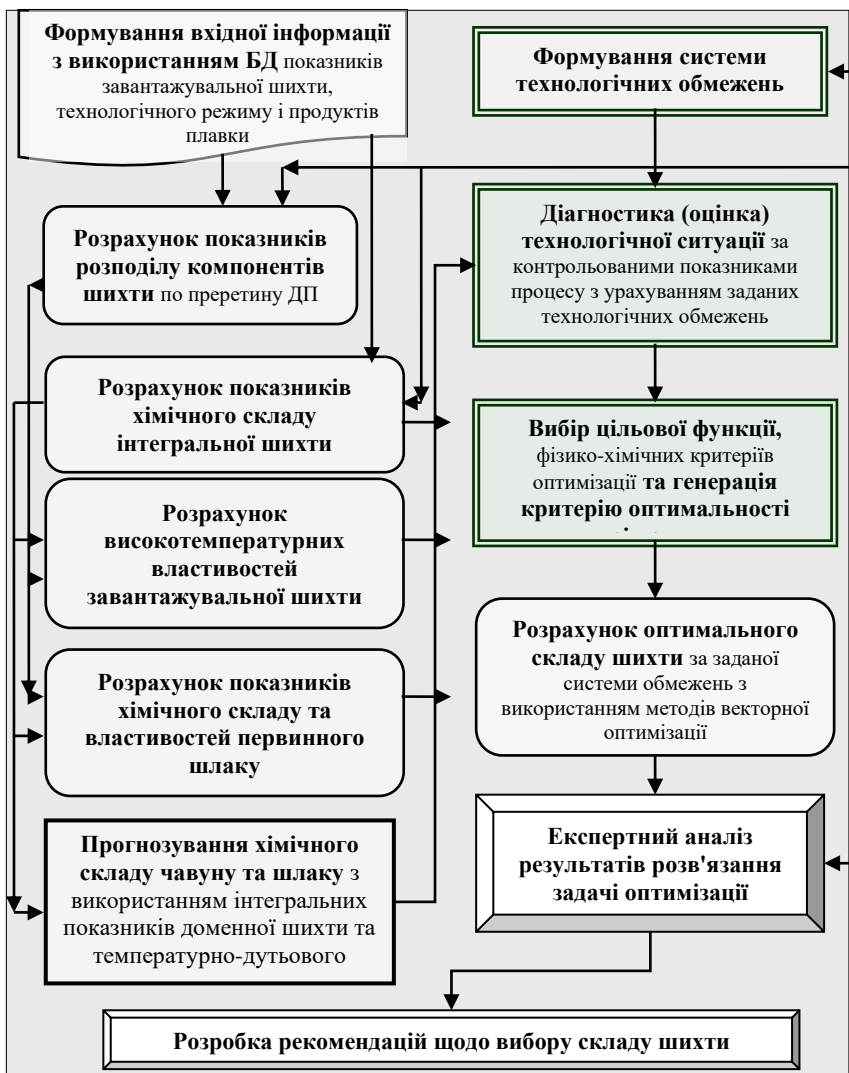 Формування вхідної інформації
з використанням БД показників
завантажувальної шихти,
технологічного режиму і продуктів
плавки
Формування системи
технологічних обмежень
Розрахунок показників
розподілу компонентів
шихти по преретину ДП
Діагностика (оцінка)
технологічної ситуації за
контрольованими показниками
процесу з урахуванням заданих
технологічних обмежень
Розрахунок показників
хімічного складу
інтегральної шихти
Вибір цільової функції,
фізико-хімічних критеріїв
оптимізації та генерація
критерію оптимальності
Розрахунок
високотемпературних
властивостей
завантажувальної шихти
Розрахунок оптимального
складу шихти за заданої
системи обмежень з
використанням методів векторної
оптимізації
Розрахунок показників
хімічного складу та
властивостей первинного
шлаку
Прогнозування хімічного
складу чавуну та шлаку з
використанням інтегральних
показників доменної шихти та
температурно-дутьового
Експертний аналіз
результатів розв'язання
задачі оптимізації
Розробка рекомендацій щодо вибору складу шихти